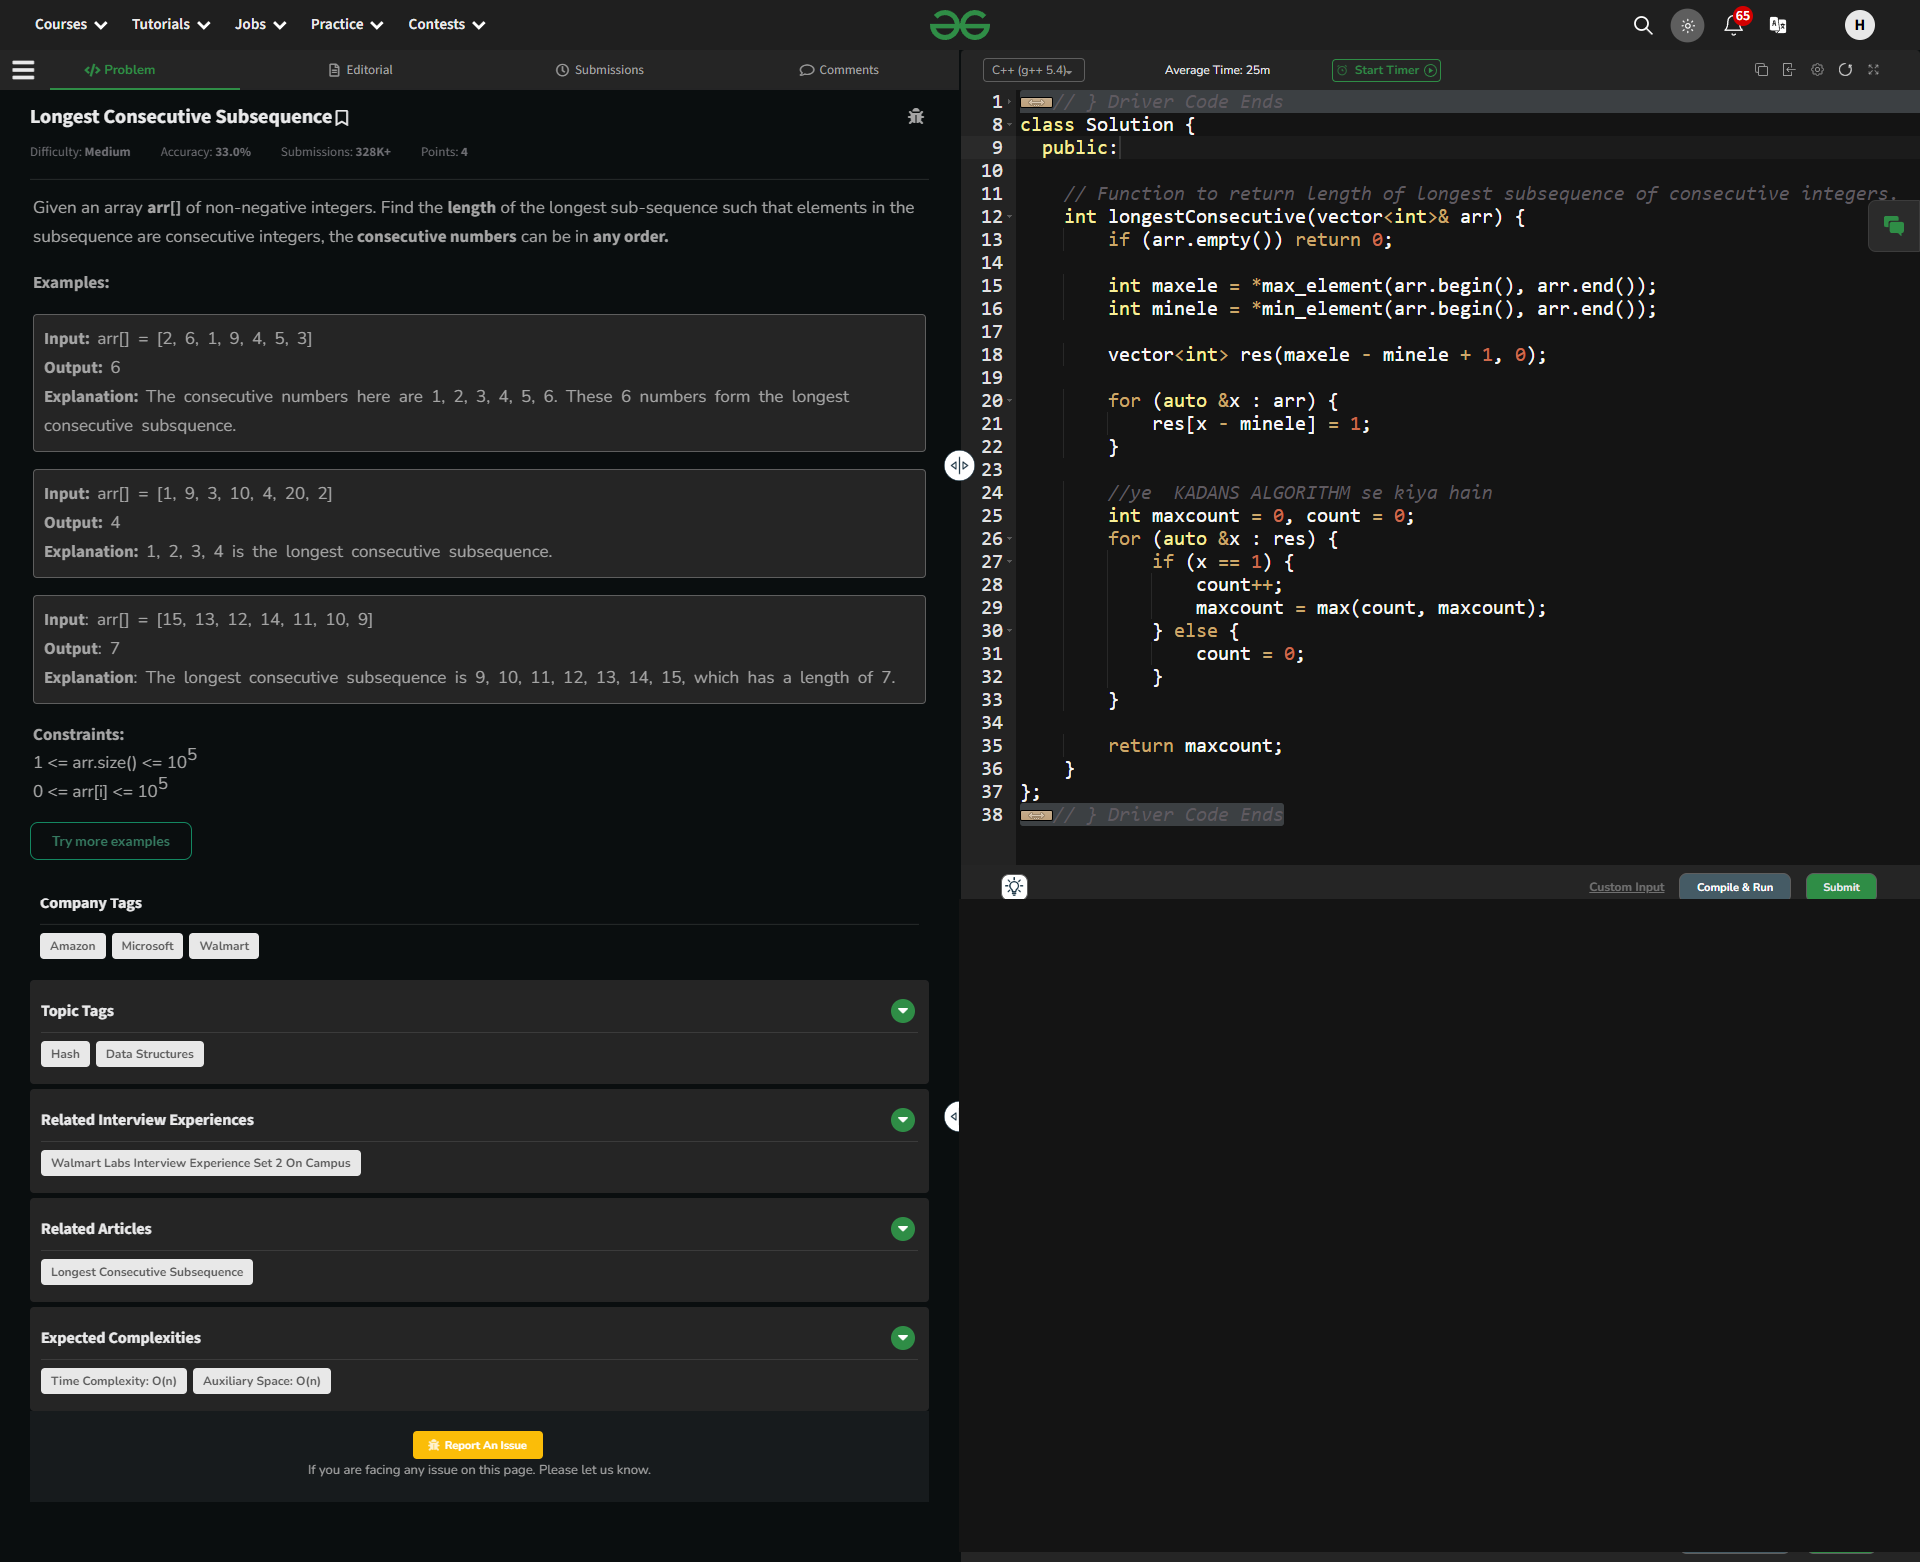 Courses Tutorials Jobs Practice Contests
65
H
Problem Editorial Submissions Comments
Longest Consecutive Subsequence
Difficulty: Medium Accuracy: 33.0% Submissions: 328K+ Points: 4
Given an array arr[] of non-negative integers. Find the length of the longest sub-sequence such that elements in the
subsequence are consecutive integers, the consecutive numbers can be in any order.
Examples:
Input: arr[] = [2, 6, 1, 9, 4, 5, 3]
Output: 6
Explanation: The consecutive numbers here are 1, 2, 3, 4, 5, 6. These 6 numbers form the longest
consecutive subsquence.
Input: arr[] = [1, 9, 3, 10, 4, 20, 2]
Output: 4
Explanation: 1, 2, 3, 4 is the longest consecutive subsequence.
Input: arr[] = [15, 13, 12, 14, 11, 10, 9]
Output: 7
Explanation: The longest consecutive subsequence is 9, 10, 11, 12, 13, 14, 15, which has a length of 7.
Constraints:
1 <= arr.size() <= 10^5
0 <= arr[i] <= 10^5
Try more examples
Company Tags
Amazon Microsoft Walmart
Topic Tags
Hash Data Structures
Related Interview Experiences
Walmart Labs Interview Experience Set 2 On Campus
Related Articles
Longest Consecutive Subsequence
Expected Complexities
Time Complexity: O(n) Auxiliary Space: O(n)
Report An Issue
If you are facing any issue on this page. Please let us know.
C++ (g++ 5.4) Average Time: 25m Start Timer
1 // } Driver Code Ends
8 class Solution {
9   public:
10
11     // Function to return length of longest subsequence of consecutive integers.
12     int longestConsecutive(vector<int>& arr) {
13         if (arr.empty()) return 0;
14
15         int maxele = *max_element(arr.begin(), arr.end());
16         int minele = *min_element(arr.begin(), arr.end());
17
18         vector<int> res(maxele - minele + 1, 0);
19
20         for (auto &x : arr) {
21             res[x - minele] = 1;
22         }
23
24         //ye  KADANS ALGORITHM se kiya hain
25         int maxcount = 0, count = 0;
26         for (auto &x : res) {
27             if (x == 1) {
28                 count++;
29                 maxcount = max(count, maxcount);
30             } else {
31                 count = 0;
32             }
33         }
34
35         return maxcount;
36     }
37 };
38 // } Driver Code Ends
Custom Input Compile & Run Submit